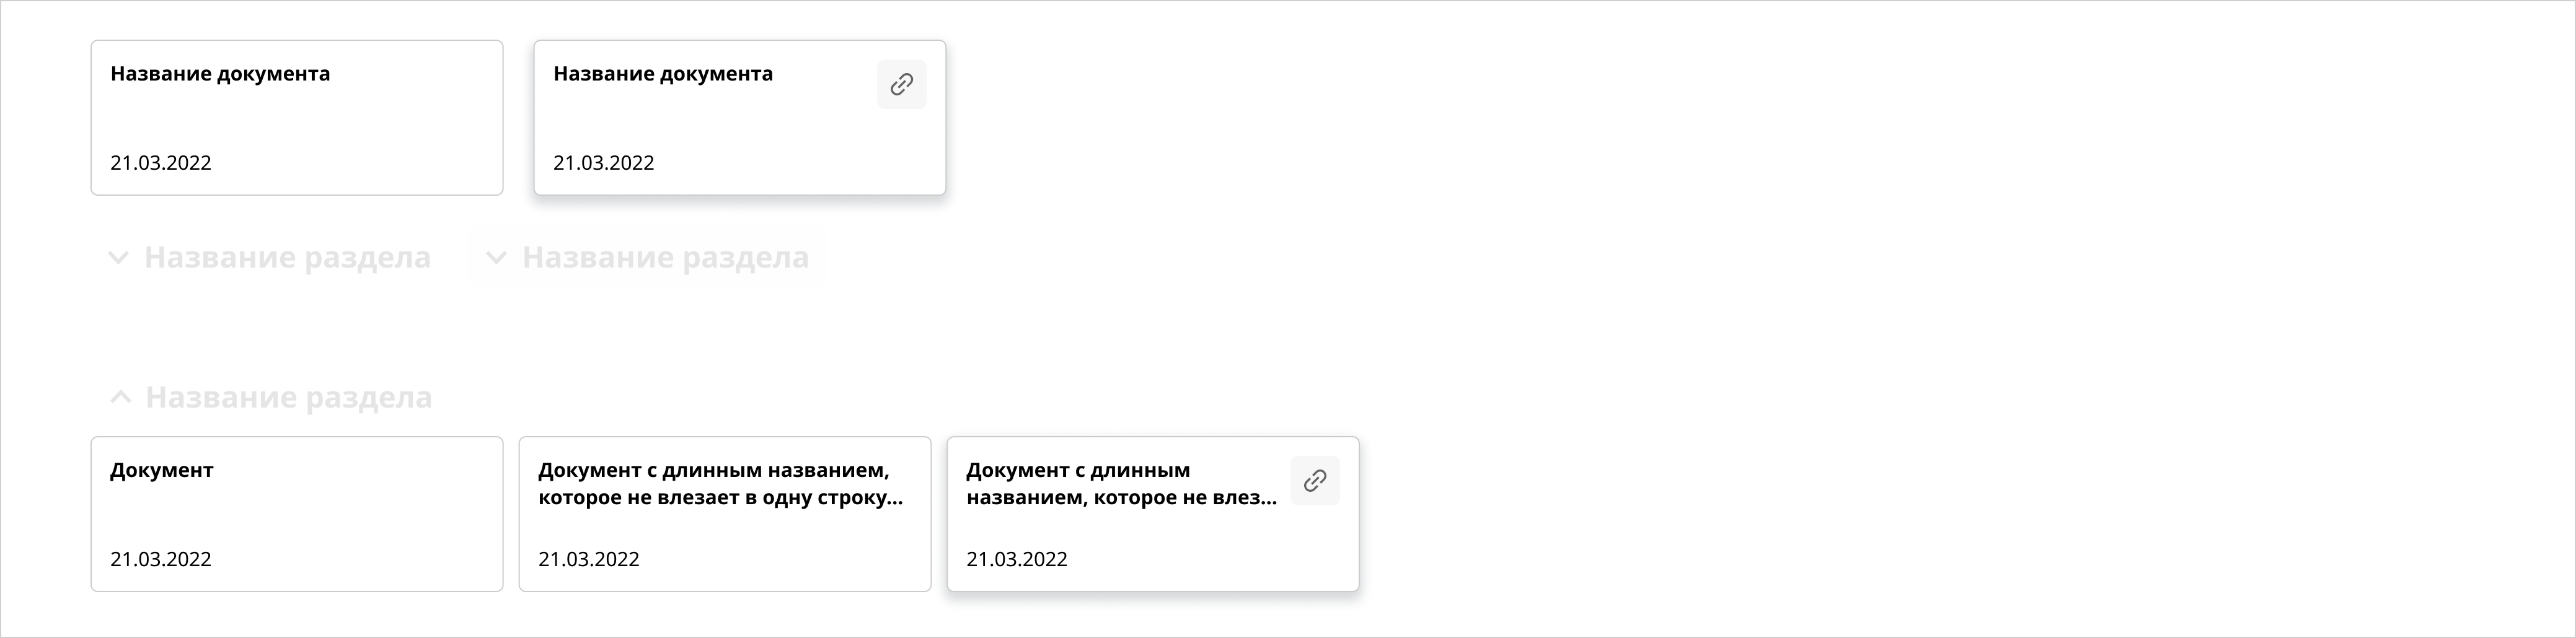 Название документа
Название документа
21.03.2022
21.03.2022
Название раздела
Название раздела
Название раздела
Документ
Документ с длинным названием,
которое не влезает в одну строку...
Документ с длинным
названием, которое не влез...
21.03.2022
21.03.2022
21.03.2022